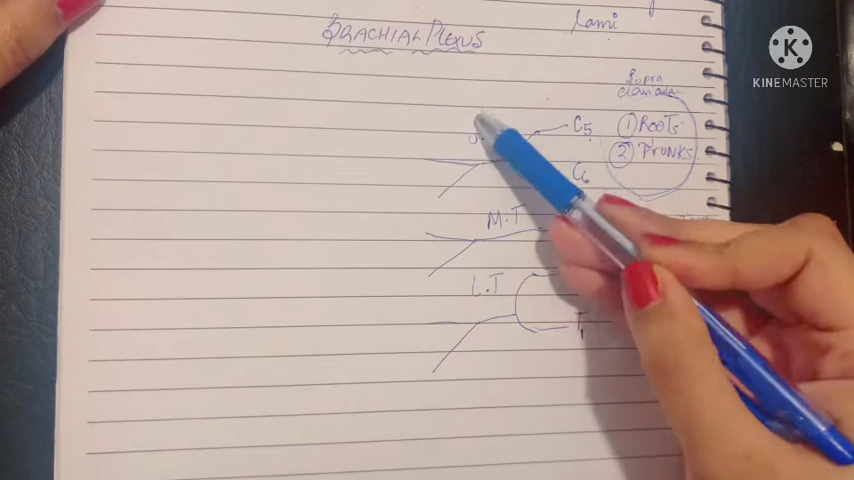 BRACHIAL PLEXUS
rami
Supra
clavicular
C5
① Roots
② Trunks
C6
M.T
L.T
T1
K
KINEMASTER